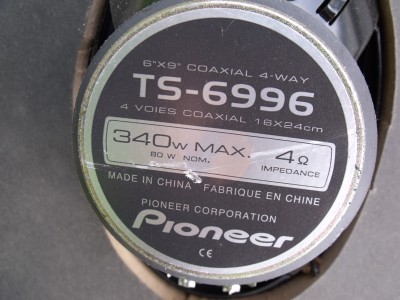 6"X9" COAXIAL 4-WAY
TS-6996
4 VOIES COAXIAL 16X24cm
340W MAX. 4Ω
80 W NOM. IMPEDANCE
MADE IN CHINA FABRIQUE EN CHINE
PIONEER CORPORATION
Pioneer
CE